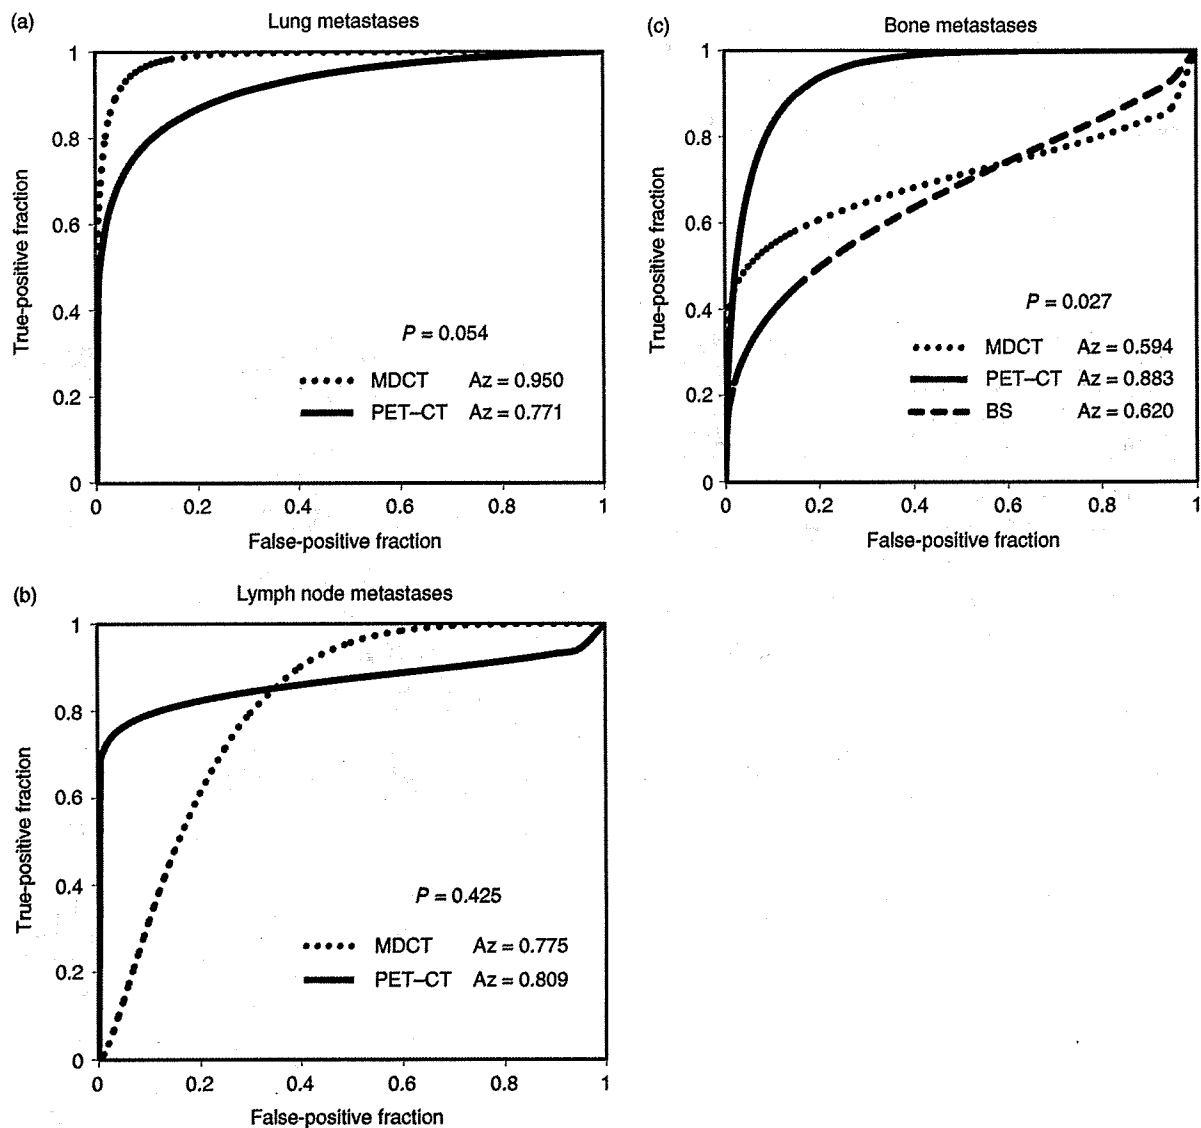 (a) Lung metastases
1
0.8
0.6
0.4
0.2
0
True-positive fraction
P = 0.054
MDCT Az = 0.950
PET–CT Az = 0.771
0 0.2 0.4 0.6 0.8 1
False-positive fraction
(c) Bone metastases
1
0.8
0.6
0.4
0.2
0
True-positive fraction
P = 0.027
MDCT Az = 0.594
PET–CT Az = 0.883
BS Az = 0.620
0 0.2 0.4 0.6 0.8 1
False-positive fraction
(b) Lymph node metastases
1
0.8
0.6
0.4
0.2
0
True-positive fraction
P = 0.425
MDCT Az = 0.775
PET–CT Az = 0.809
0 0.2 0.4 0.6 0.8 1
False-positive fraction